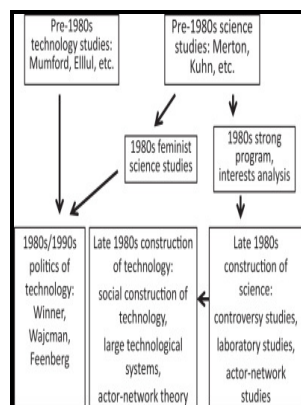 Pre-1980s
technology studies:
Mumford, Elllul, etc.
Pre-1980s science
studies: Merton,
Kuhn, etc.
1980s feminist
science studies
1980s strong
program,
interests analysis
1980s/1990s
politics of
technology:
Winner,
Wajcman,
Feenberg
Late 1980s construction
of technology:
social construction of
technology,
large technological
systems,
actor-network theory
Late 1980s
construction of
science:
controversy studies,
laboratory studies,
actor-network
studies